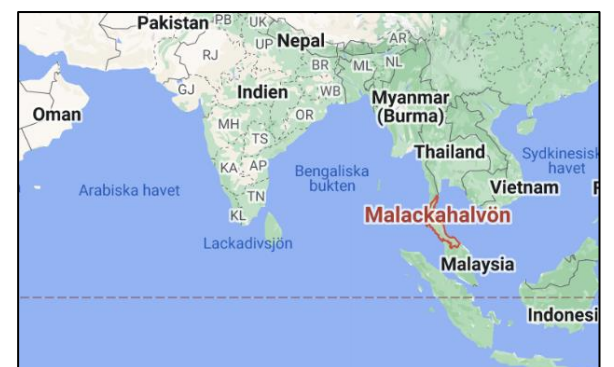 Pakistan PB UK
RJ UP Nepal AR
BR ML NL
GJ Indien WB
Oman Myanmar
(Burma)
MH OR
TS Thailand
KA AP Bengaliska
bukten
Sydkinesisk
havet
Arabiska havet TN Vietnam
KL Malackahalvön
Lackadivsjön
Malaysia
Indonesi